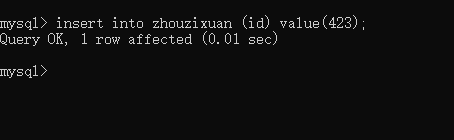 mysql> insert into zhouzixuan (id) value(423);
Query OK, 1 row affected (0.01 sec)
mysql>